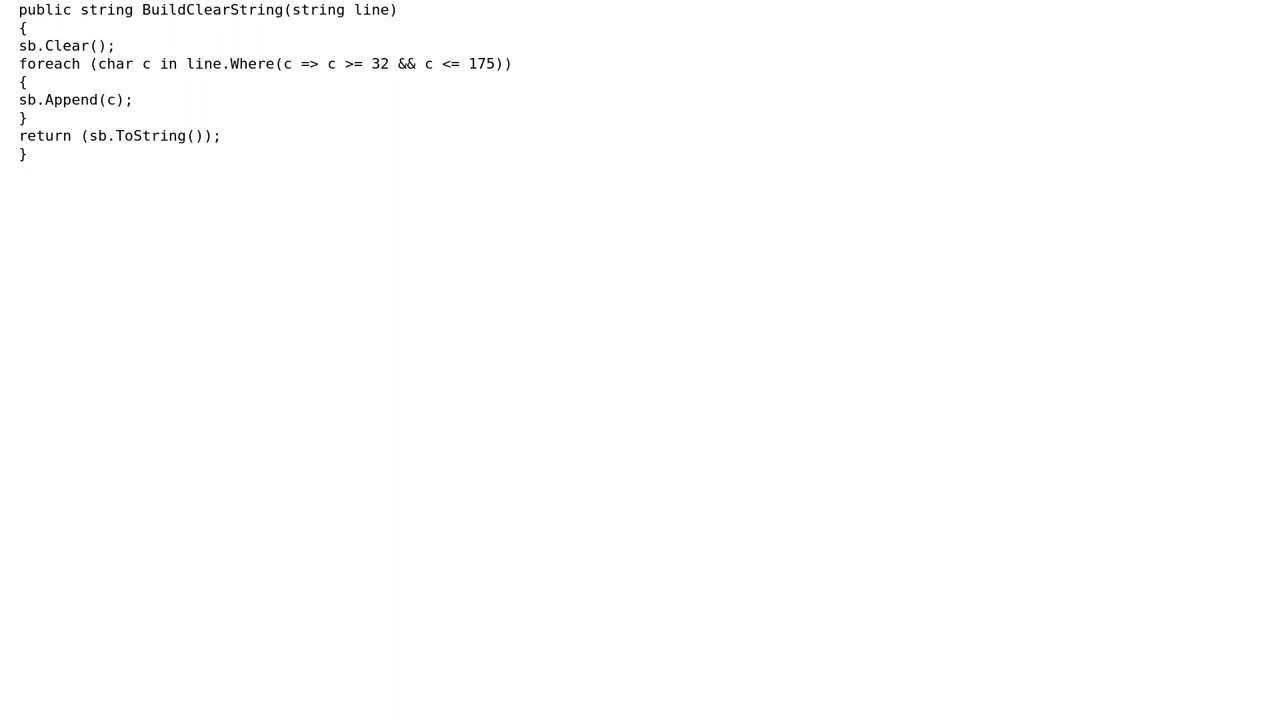 public string BuildClearString(string line)
{
sb.Clear();
foreach (char c in line.Where(c => c >= 32 && c <= 175))
{
sb.Append(c);
}
return (sb.ToString());
}